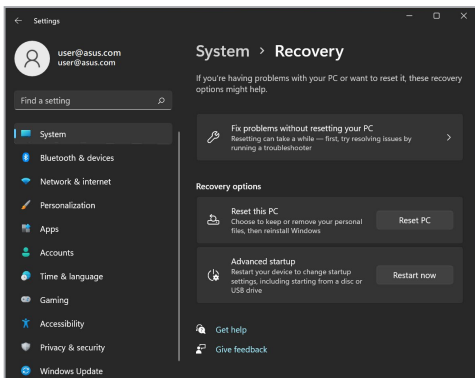 Settings
user@asus.com
user@asus.com
Find a setting
System
Bluetooth & devices
Network & internet
Personalization
Apps
Accounts
Time & language
Gaming
Accessibility
Privacy & security
Windows Update
System > Recovery
If you're having problems with your PC or want to reset it, these recovery
options might help.
Fix problems without resetting your PC
Resetting can take a while — first, try resolving issues by
running a troubleshooter
Recovery options
Reset this PC
Choose to keep or remove your personal
files, then reinstall Windows
Reset PC
Advanced startup
Restart your device to change startup
settings, including starting from a disc or
USB drive
Restart now
Get help
Give feedback